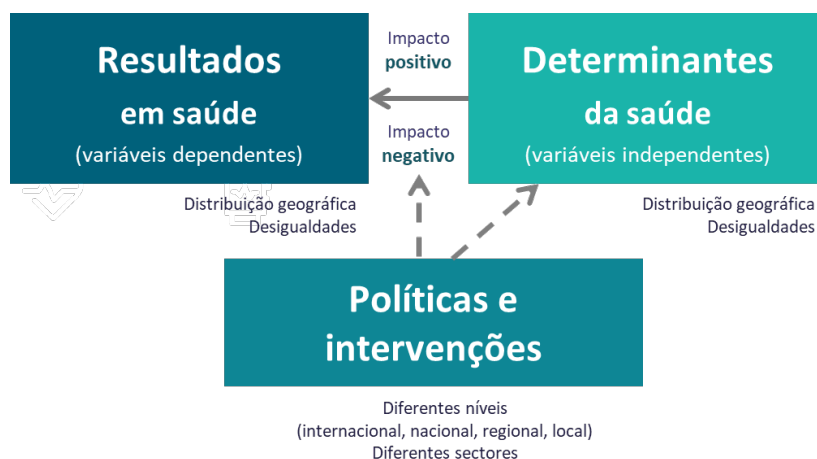 Resultados
em saúde
(variáveis dependentes)
Impacto
positivo
Impacto
negativo
Determinantes
da saúde
(variáveis independentes)
Distribuição geográfica
Desigualdades
Distribuição geográfica
Desigualdades
Políticas e
intervenções
Diferentes níveis
(internacional, nacional, regional, local)
Diferentes sectores